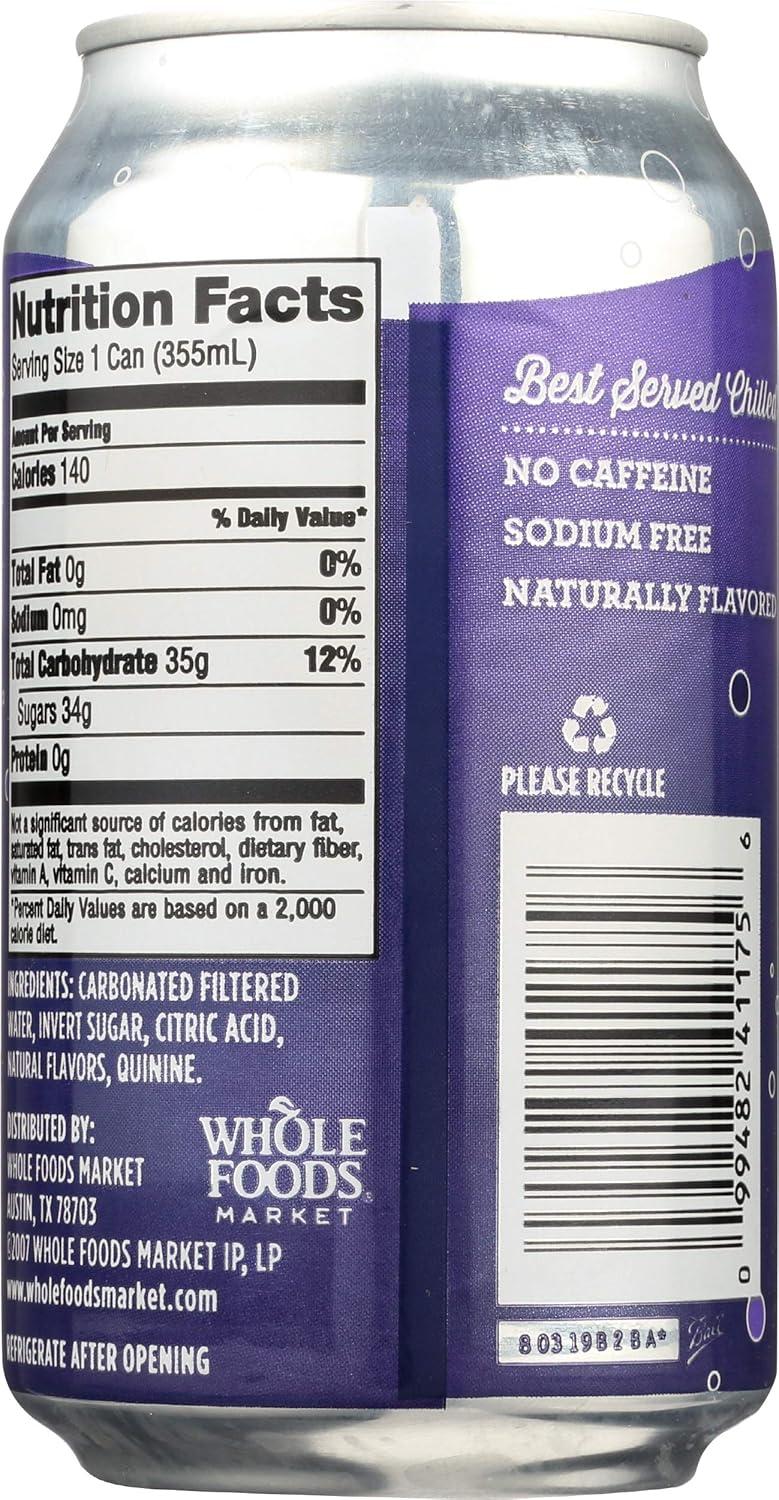 Nutrition Facts
Serving Size 1 Can (355mL)
Amount Per Serving
Calories 140
% Daily Value*
Total Fat 0g 0%
Sodium 0mg 0%
Total Carbohydrate 35g 12%
Sugars 34g
Protein 0g
Not a significant source of calories from fat,
saturated fat, trans fat, cholesterol, dietary fiber,
vitamin A, vitamin C, calcium and iron.
*Percent Daily Values are based on a 2,000
calorie diet.
INGREDIENTS: CARBONATED FILTERED
WATER, INVERT SUGAR, CITRIC ACID,
NATURAL FLAVORS, QUININE.
DISTRIBUTED BY:
WHOLE FOODS MARKET
AUSTIN, TX 78703
©2007 WHOLE FOODS MARKET IP, LP
www.wholefoodsmarket.com
REFRIGERATE AFTER OPENING
WHOLE
FOODS®
MARKET
Best Served Chilled
NO CAFFEINE
SODIUM FREE
NATURALLY FLAVORED
PLEASE RECYCLE
0 99482 41175 6
80319B2BA*
Ball